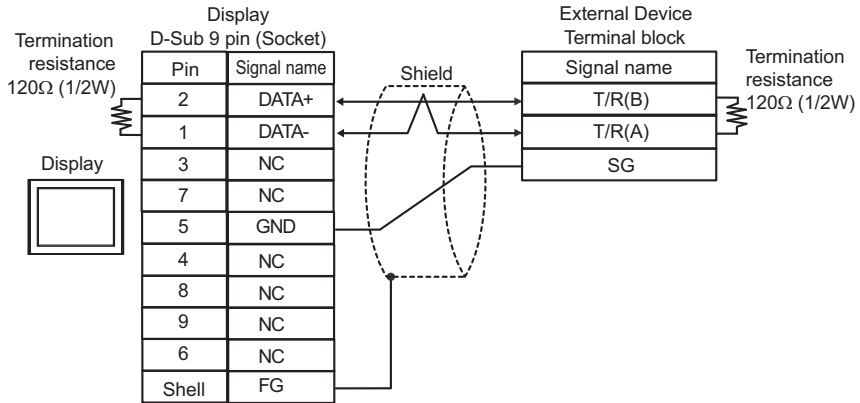 Display
D-Sub 9 pin (Socket)
External Device
Terminal block
Termination
resistance
120Ω (1/2W)
Termination
resistance
120Ω (1/2W)
Pin Signal name
Shield
Signal name
2 DATA+
T/R(B)
1 DATA-
T/R(A)
Display
3 NC
SG
7 NC
5 GND
4 NC
8 NC
9 NC
6 NC
Shell FG